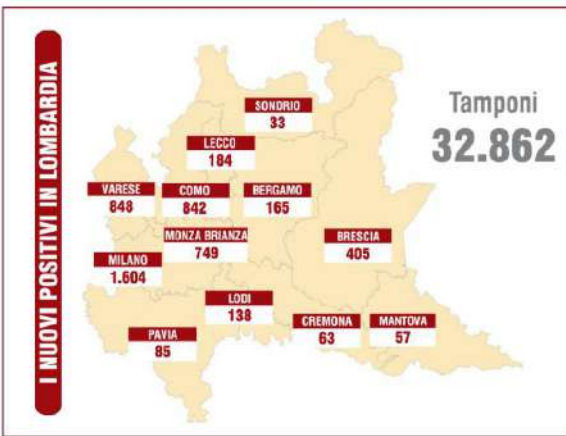 I NUOVI POSITIVI IN LOMBARDIA
Tamponi
32.862
SONDRIO
33
LECCO
184
VARESE
848
COMO
842
BERGAMO
165
MONZA BRIANZA
749
BRESCIA
405
MILANO
1.604
LODI
138
CREMONA
63
MANTOVA
57
PAVIA
85